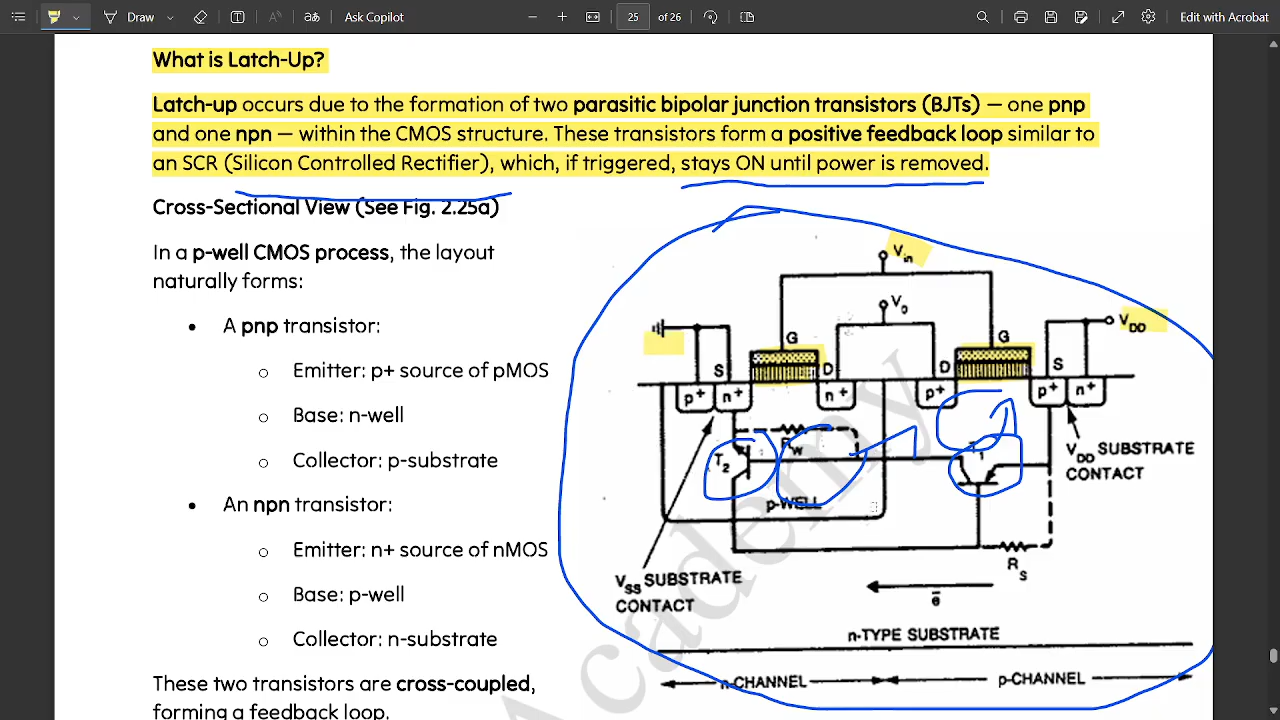 Draw
Ask Copilot
25 of 26
Edit with Acrobat
What is Latch-Up?
Latch-up occurs due to the formation of two parasitic bipolar junction transistors (BJTs) — one pnp
and one npn — within the CMOS structure. These transistors form a positive feedback loop similar to
an SCR (Silicon Controlled Rectifier), which, if triggered, stays ON until power is removed.
Cross-Sectional View (See Fig. 2.25a)
In a p-well CMOS process, the layout
naturally forms:
• A pnp transistor:
o Emitter: p+ source of pMOS
o Base: n-well
o Collector: p-substrate
• An npn transistor:
o Emitter: n+ source of nMOS
o Base: p-well
o Collector: n-substrate
These two transistors are cross-coupled,
forming a feedback loop.
Vin
V0
VDD
G
G
S
D
D
S
p+
n+
n+
p+
p+
n+
RW
T2
T1
p-WELL
VDD SUBSTRATE
CONTACT
RS
VSS SUBSTRATE
CONTACT
e
n-TYPE SUBSTRATE
n-CHANNEL
p-CHANNEL
Academy